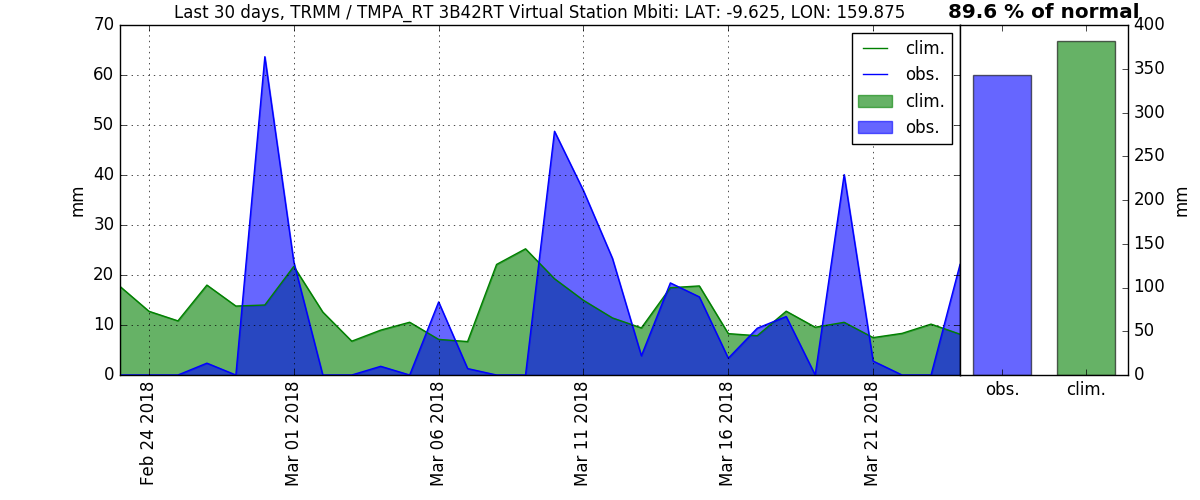 Last 30 days, TRMM / TMPA_RT 3B42RT Virtual Station Mbiti: LAT: -9.625, LON: 159.875
89.6 % of normal
70
60
50
40
30
20
10
0
mm
clim.
obs.
clim.
obs.
Feb 24 2018
Mar 01 2018
Mar 06 2018
Mar 11 2018
Mar 16 2018
Mar 21 2018
400
350
300
250
200
150
100
50
0
mm
obs.
clim.